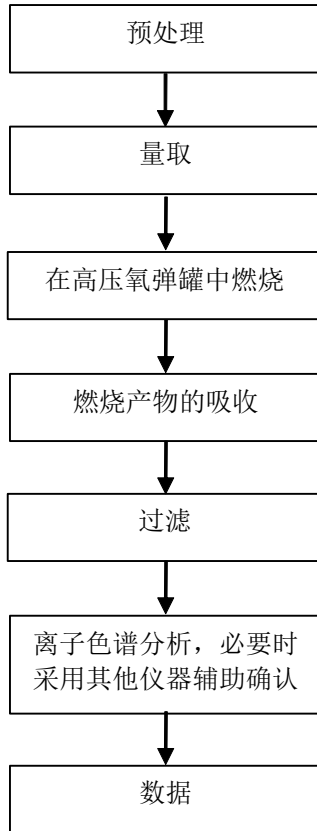 预处理
量取
在高压氧弹罐中燃烧
燃烧产物的吸收
过滤
离子色谱分析，必要时
采用其他仪器辅助确认
数据